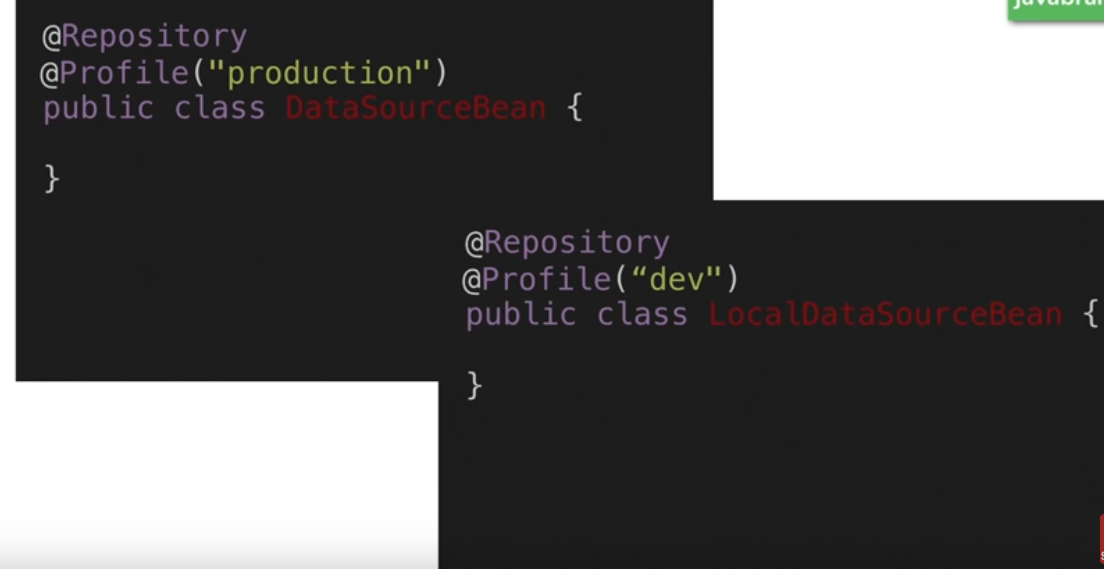 @Repository
@Profile("production")
public class DataSourceBean {
}
@Repository
@Profile(“dev")
public class LocalDataSourceBean {
}